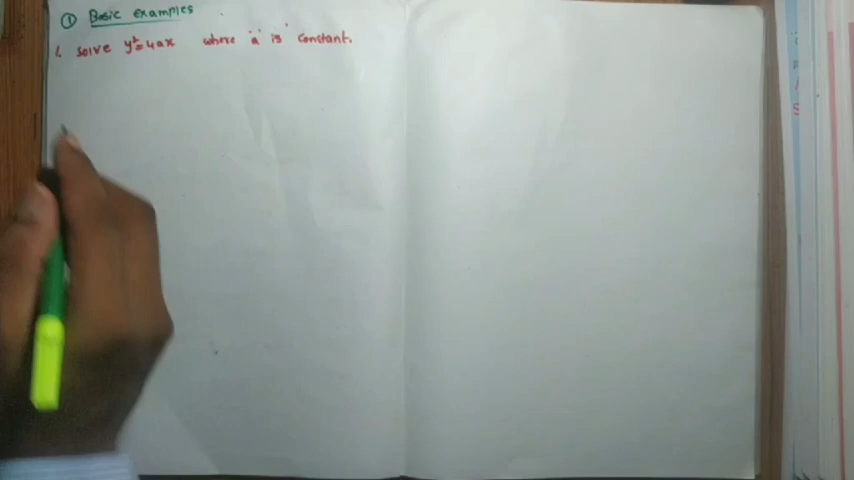 ① Basic examples
1. Solve y²=4ax where 'a' is constant.